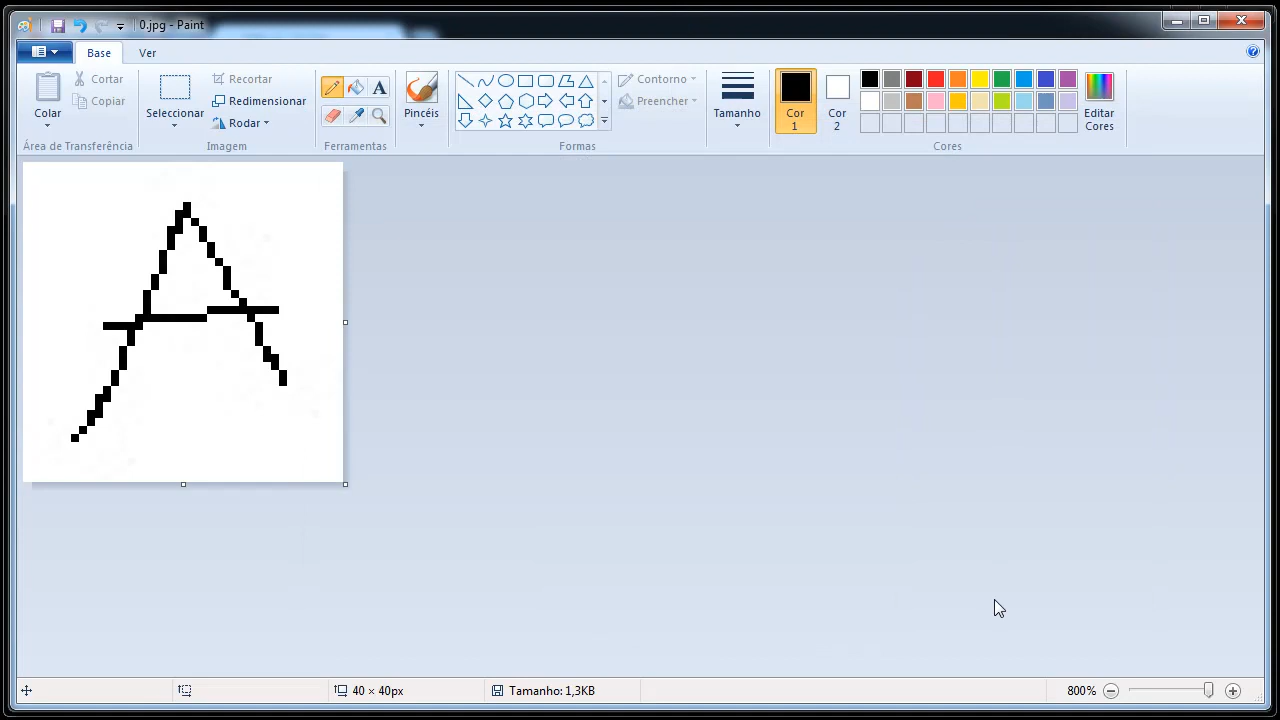 0.jpg - Paint
Base Ver
Colar
Cortar
Copiar
Área de Transferência
Seleccionar
Recortar
Redimensionar
Rodar
Imagem
A
Ferramentas
Pincéis
Contorno
Preencher
Formas
Tamanho
Cor 1
Cor 2
Editar Cores
Cores
A
40 × 40px
Tamanho: 1,3KB
800%